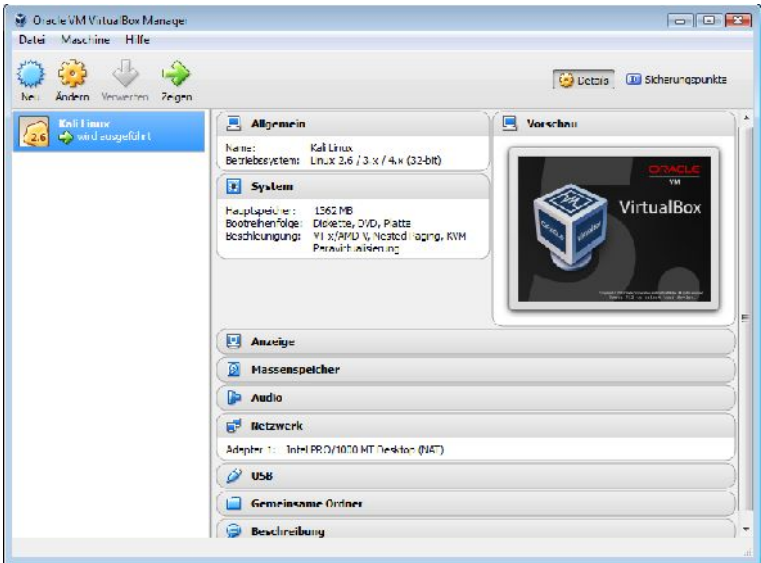 Oracle VM VirtualBox Manager
Datei Maschine Hilfe
Neu Ändern Verwerfen Zeigen
Details Sicherungspunkte
Kali Linux
wird ausgeführt
2.6
Allgemein
Name: Kali Linux
Betriebssystem: Linux 2.6 / 3.x / 4.x (32-bit)
System
Hauptspeicher: 1362 MB
Bootreihenfolge: Diskette, DVD, Platte
Beschleunigung: VT-x/AMD-V, Nested Paging, KVM
Paravirtualisierung
Vorschau
ORACLE
VM
VirtualBox
Anzeige
Massenspeicher
Audio
Netzwerk
Adapter 1: Intel PRO/1000 MT Desktop (NAT)
USB
Gemeinsame Ordner
Beschreibung